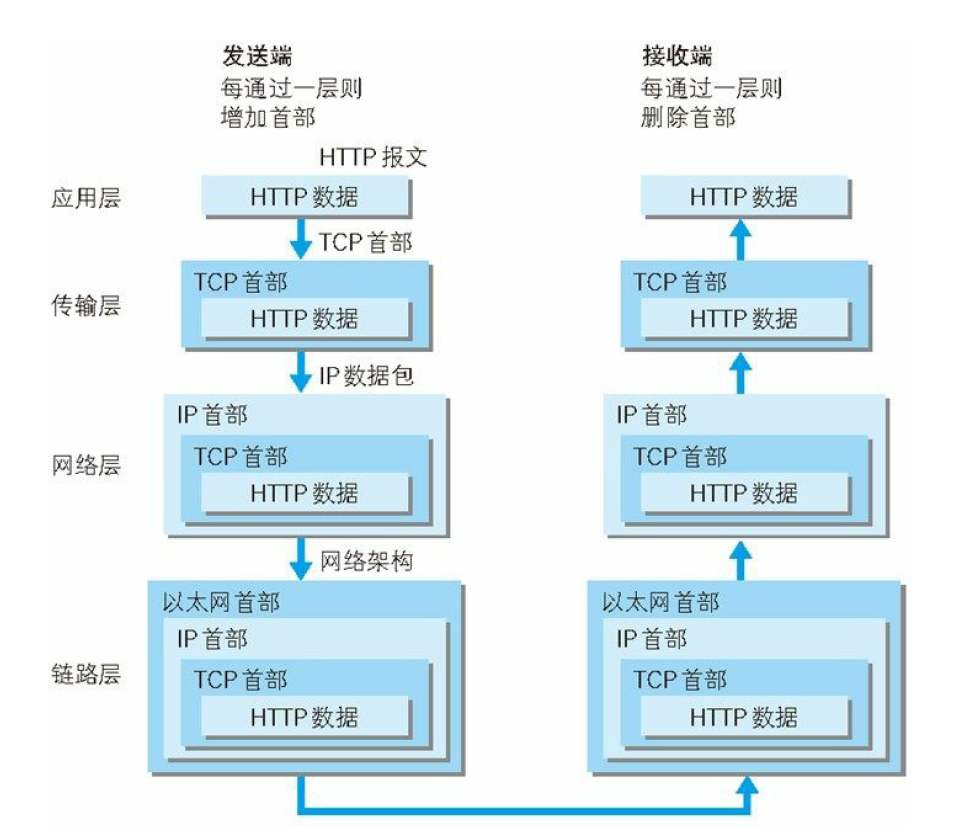 发送端
每通过一层则
增加首部
接收端
每通过一层则
删除首部
HTTP 报文
应用层
HTTP 数据
HTTP 数据
TCP 首部
传输层
TCP 首部
HTTP 数据
TCP 首部
HTTP 数据
IP 数据包
网络层
IP 首部
TCP 首部
HTTP 数据
IP 首部
TCP 首部
HTTP 数据
网络架构
链路层
以太网首部
IP 首部
TCP 首部
HTTP 数据
以太网首部
IP 首部
TCP 首部
HTTP 数据